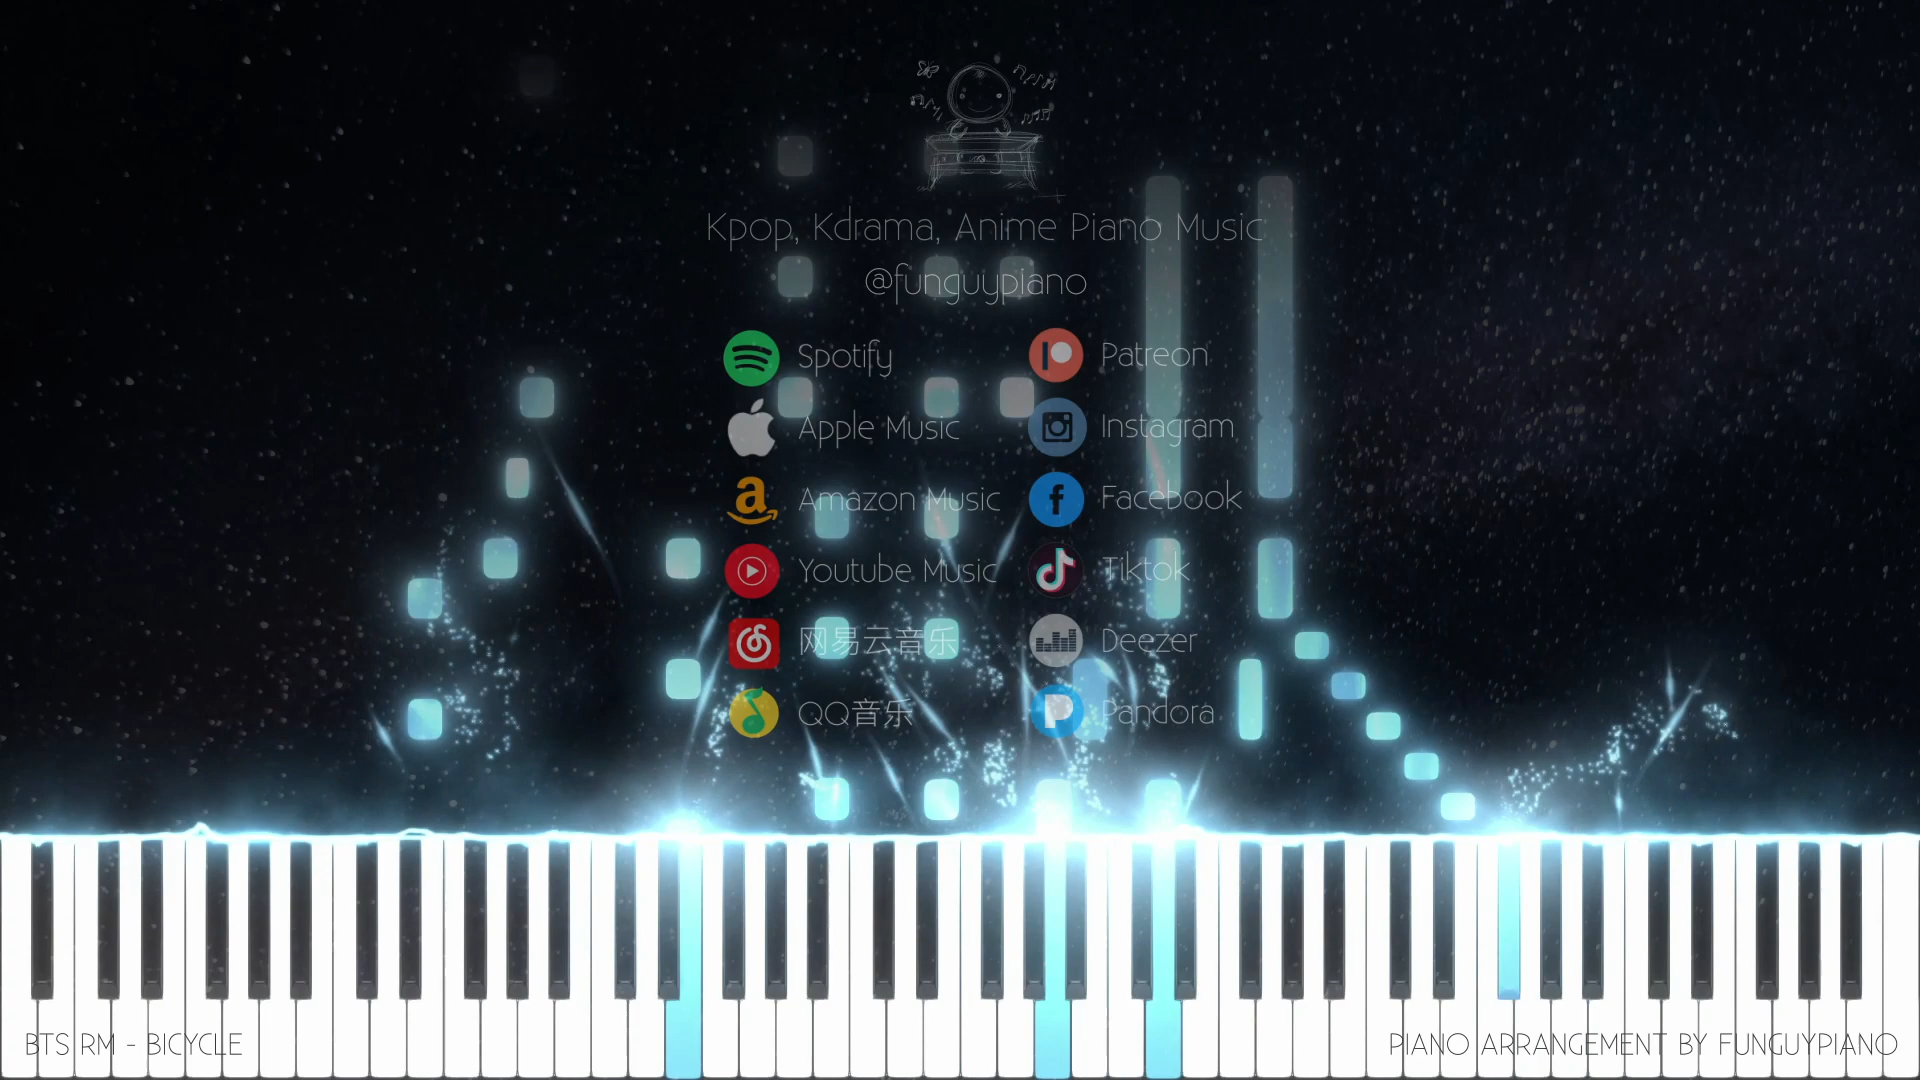 Kpop, Kdrama, Anime Piano Music
@funguypiano
Spotify
Patreon
Apple Music
Instagram
Amazon Music
Facebook
Youtube Music
Tiktok
网易云音乐
Deezer
QQ音乐
Pandora
BTS RM - BICYCLE
PIANO ARRANGEMENT BY FUNGUYPIANO